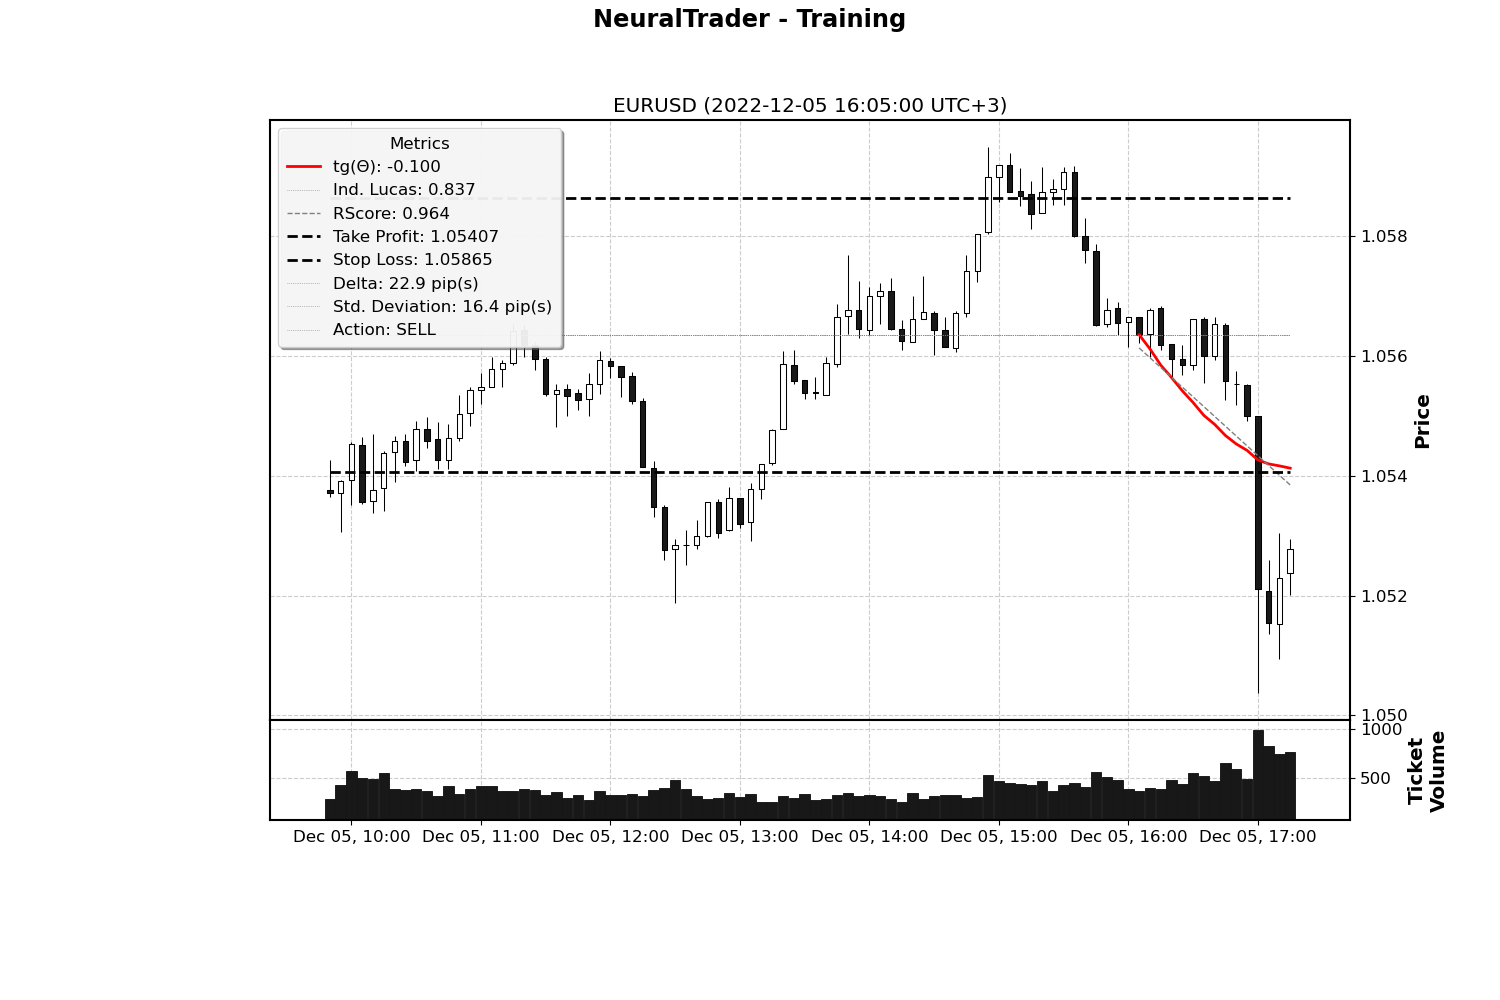 NeuralTrader - Training
EURUSD (2022-12-05 16:05:00 UTC+3)
Metrics
tg(Θ): -0.100
Ind. Lucas: 0.837
RScore: 0.964
Take Profit: 1.05407
Stop Loss: 1.05865
Delta: 22.9 pip(s)
Std. Deviation: 16.4 pip(s)
Action: SELL
1.058
1.056
1.054
1.052
1.050
Price
1000
500
Ticket
Volume
Dec 05, 10:00
Dec 05, 11:00
Dec 05, 12:00
Dec 05, 13:00
Dec 05, 14:00
Dec 05, 15:00
Dec 05, 16:00
Dec 05, 17:00